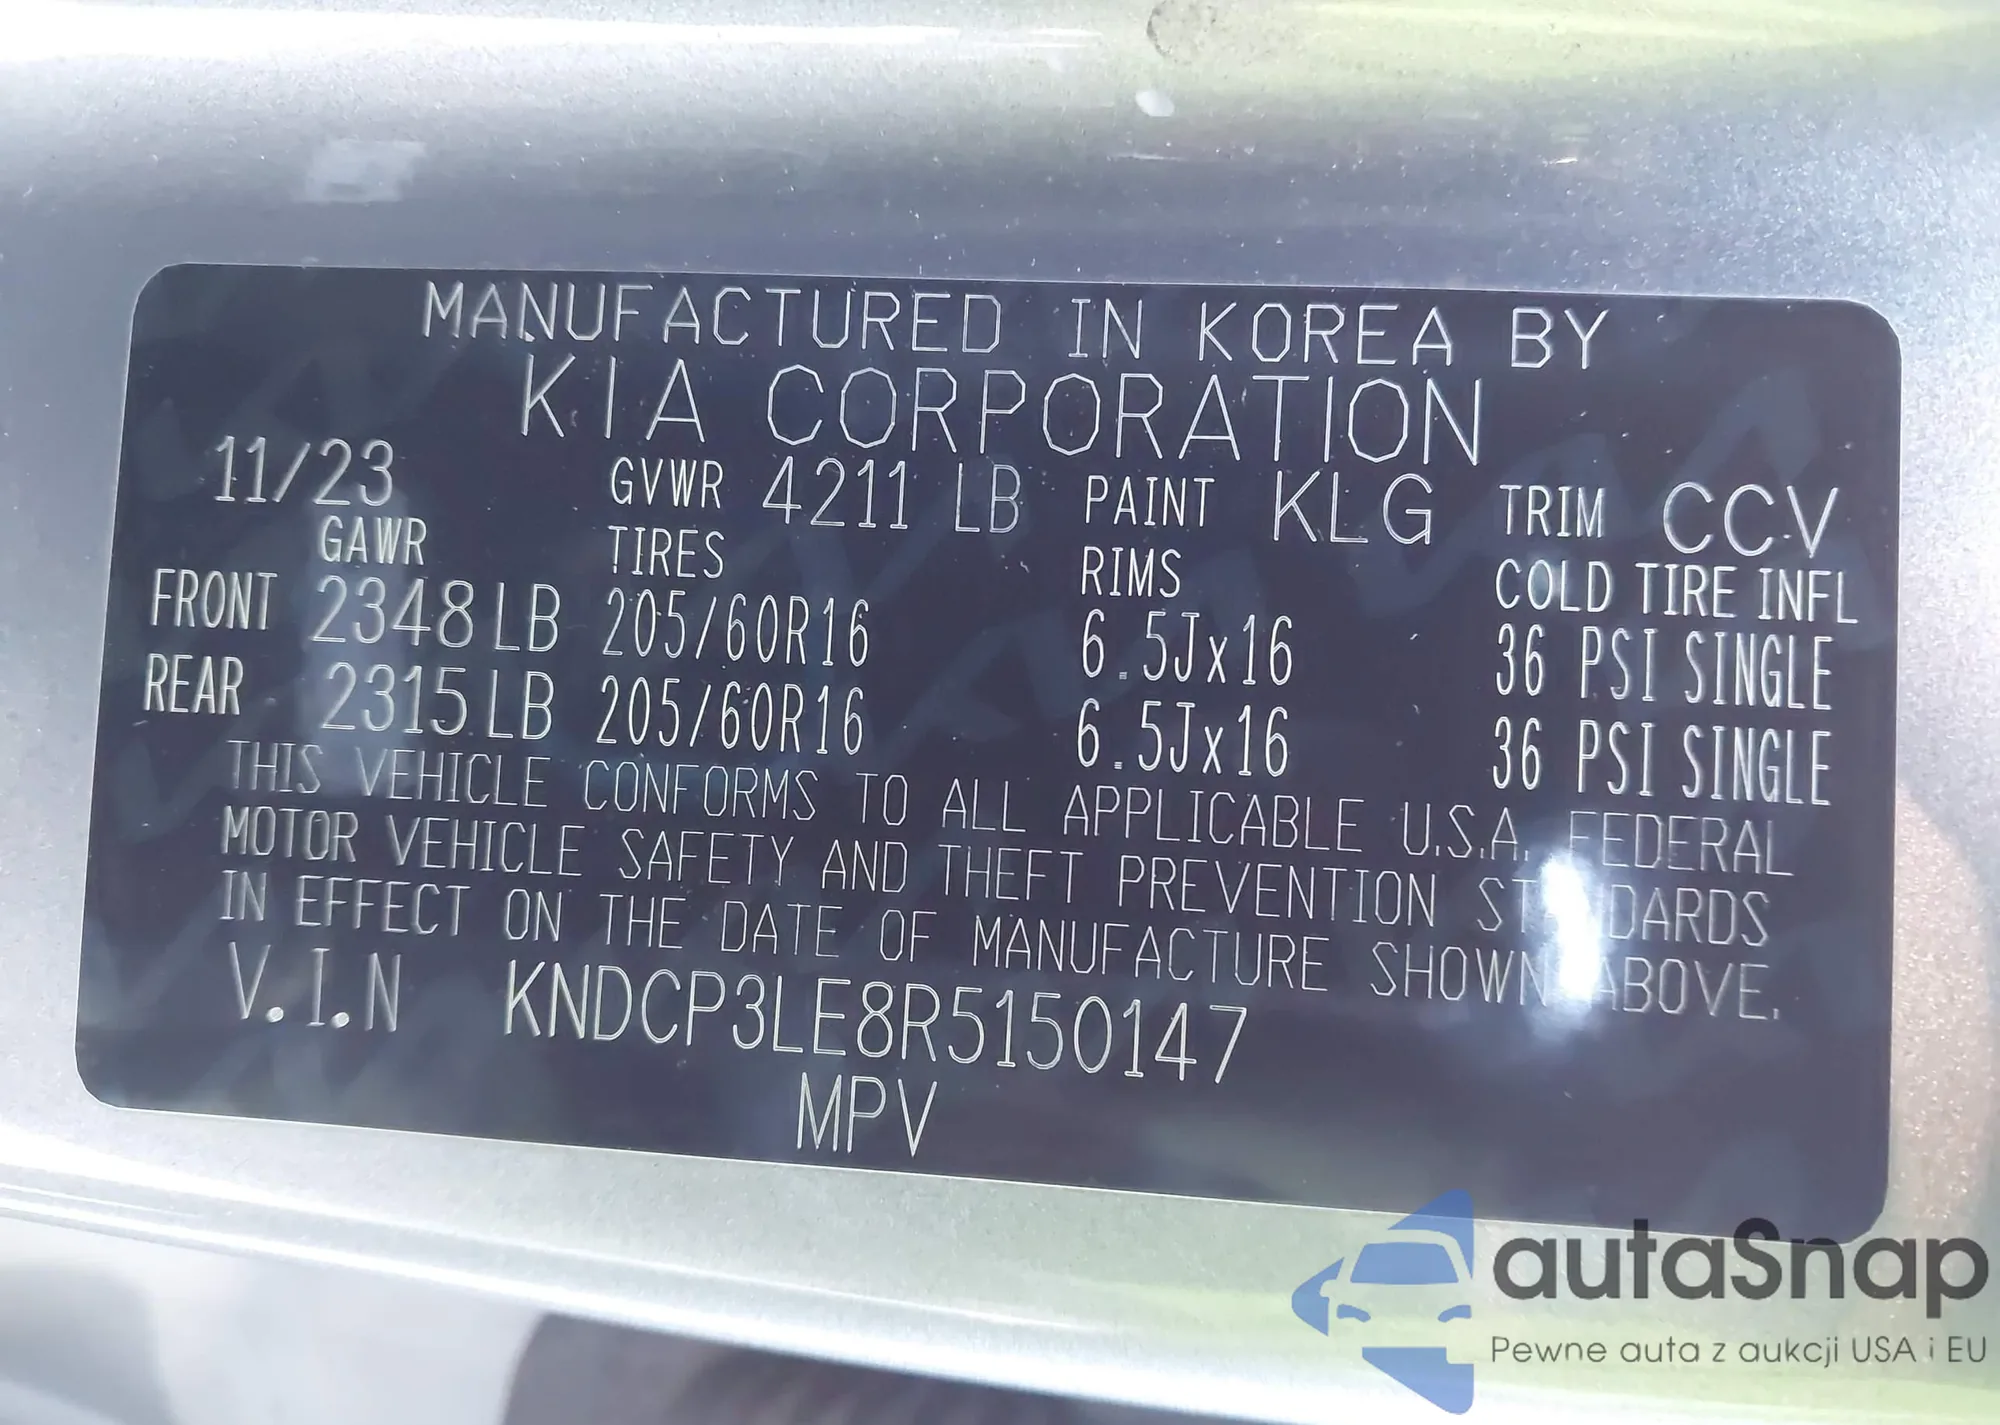 MANUFACTURED IN KOREA BY
KIA CORPORATION
11/23 GVWR 4211 LB PAINT KLG TRIM CCV
GAWR TIRES RIMS COLD TIRE INFL
FRONT 2348 LB 205/60R16 6.5Jx16 36 PSI SINGLE
REAR 2315 LB 205/60R16 6.5Jx16 36 PSI SINGLE
THIS VEHICLE CONFORMS TO ALL APPLICABLE U.S.A. FEDERAL
MOTOR VEHICLE SAFETY AND THEFT PREVENTION STANDARDS
IN EFFECT ON THE DATE OF MANUFACTURE SHOWN ABOVE.
V.I.N KNDCP3LE8R5150147
MPV
autaSnap
Pewne auta z aukcji USA i EU